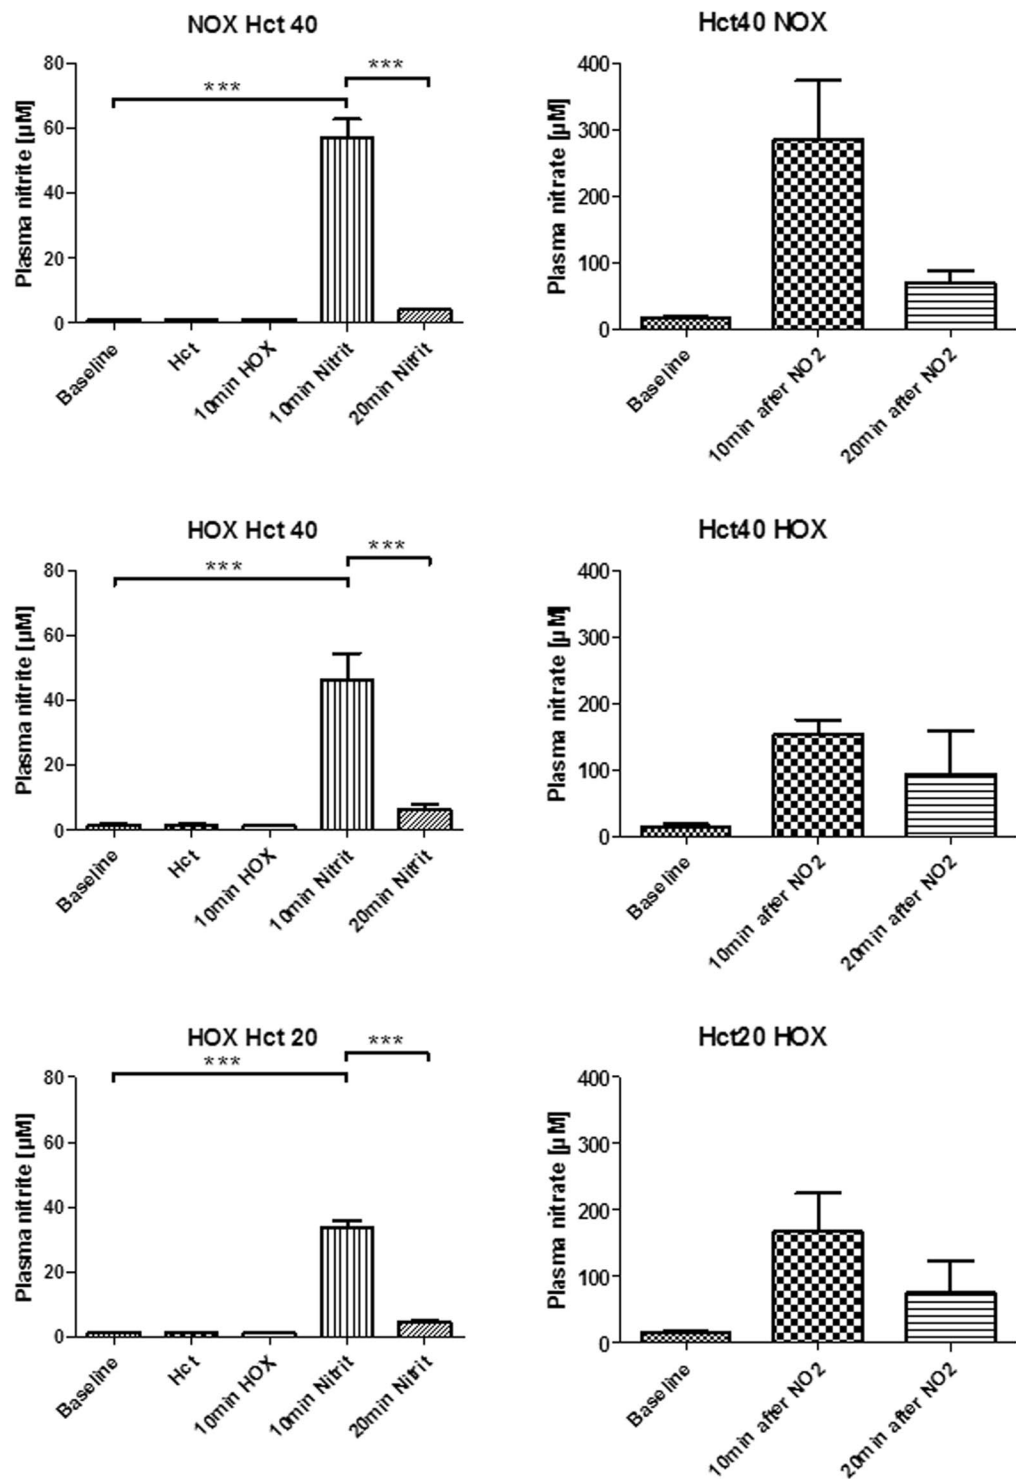 NOX Hct 40
Plasma nitrite [µM]
80
60
40
20
0
***
***
Baseline
Hct
10min HOX
10min Nitrit
20min Nitrit
Hct40 NOX
Plasma nitrate [µM]
400
300
200
100
0
Baseline
10min after NO2
20min after NO2
HOX Hct 40
Plasma nitrite [µM]
80
60
40
20
0
***
***
Baseline
Hct
10min HOX
10min Nitrit
20min Nitrit
Hct40 HOX
Plasma nitrate [µM]
400
300
200
100
0
Baseline
10min after NO2
20min after NO2
HOX Hct 20
Plasma nitrite [µM]
80
60
40
20
0
***
***
Baseline
Hct
10min HOX
10min Nitrit
20min Nitrit
Hct20 HOX
Plasma nitrate [µM]
400
300
200
100
0
Baseline
10min after NO2
20min after NO2